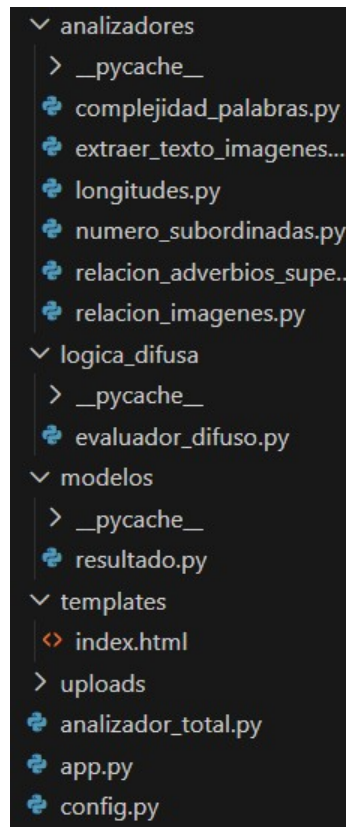 analizadores
__pycache__
complejidad_palabras.py
extraer_texto_imagenes...
longitudes.py
numero_subordinadas.py
relacion_adverbios_supe...
relacion_imagenes.py
logica_difusa
__pycache__
evaluador_difuso.py
modelos
__pycache__
resultado.py
templates
index.html
uploads
analizador_total.py
app.py
config.py